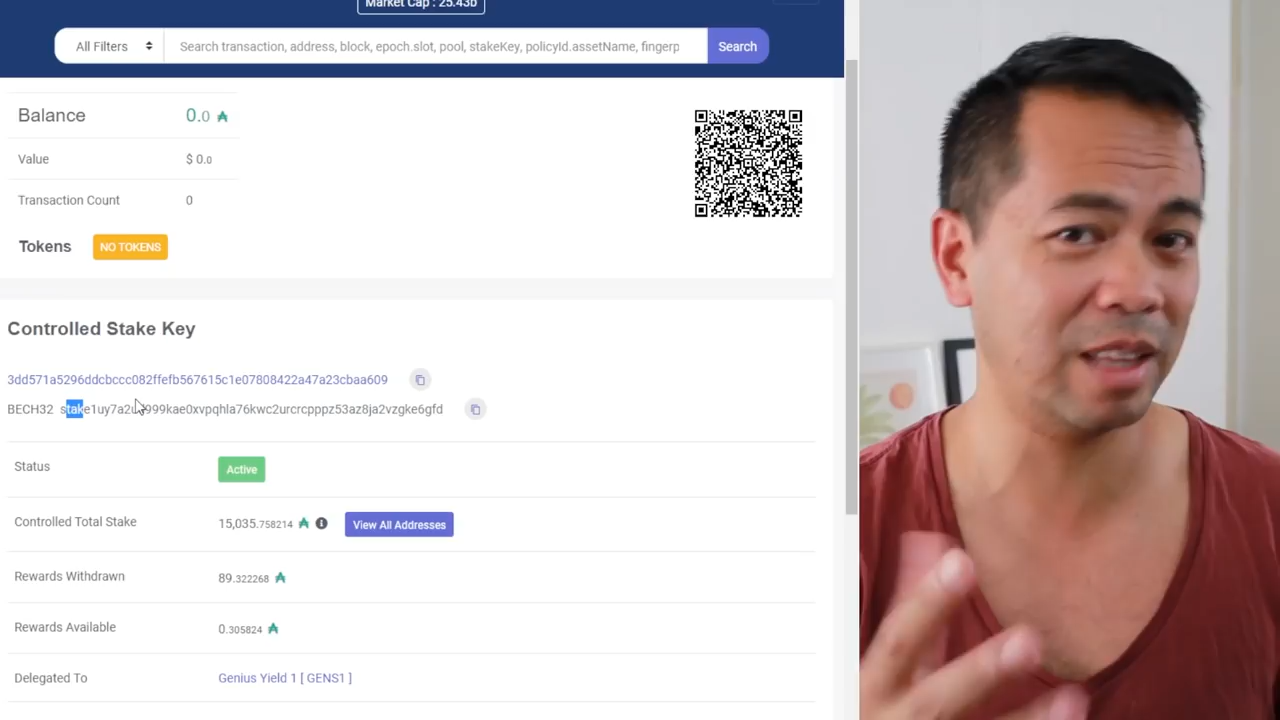 Market Cap : 25.43b
All Filters
Search transaction, address, block, epoch.slot, pool, stakeKey, policyId.assetName, fingerp
Search
Balance 0.0 ₳
Value $ 0.0
Transaction Count 0
Tokens NO TOKENS
Controlled Stake Key
3dd571a5296ddcbccc082ffefb567615c1e07808422a47a23cbaa609
BECH32
Status Active
Controlled Total Stake 15,035.758214 ₳ View All Addresses
Rewards Withdrawn 89.322268 ₳
Rewards Available 0.305824 ₳
Delegated To Genius Yield 1 [ GENS1 ]